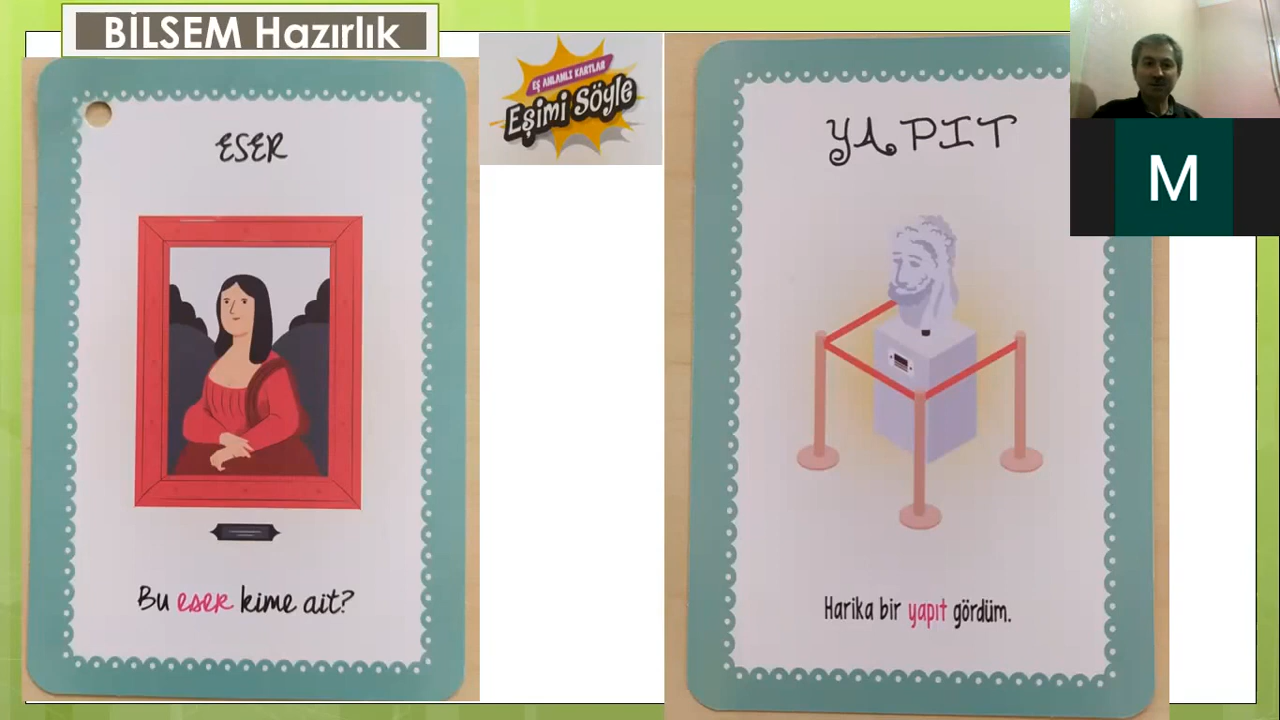 BİLSEM Hazırlık
ESER
Bu eser kime ait?
EŞ ANLAMLI KARTLAR
Eşimi Söyle
YAPIT
Harika bir yapıt gördüm.
M